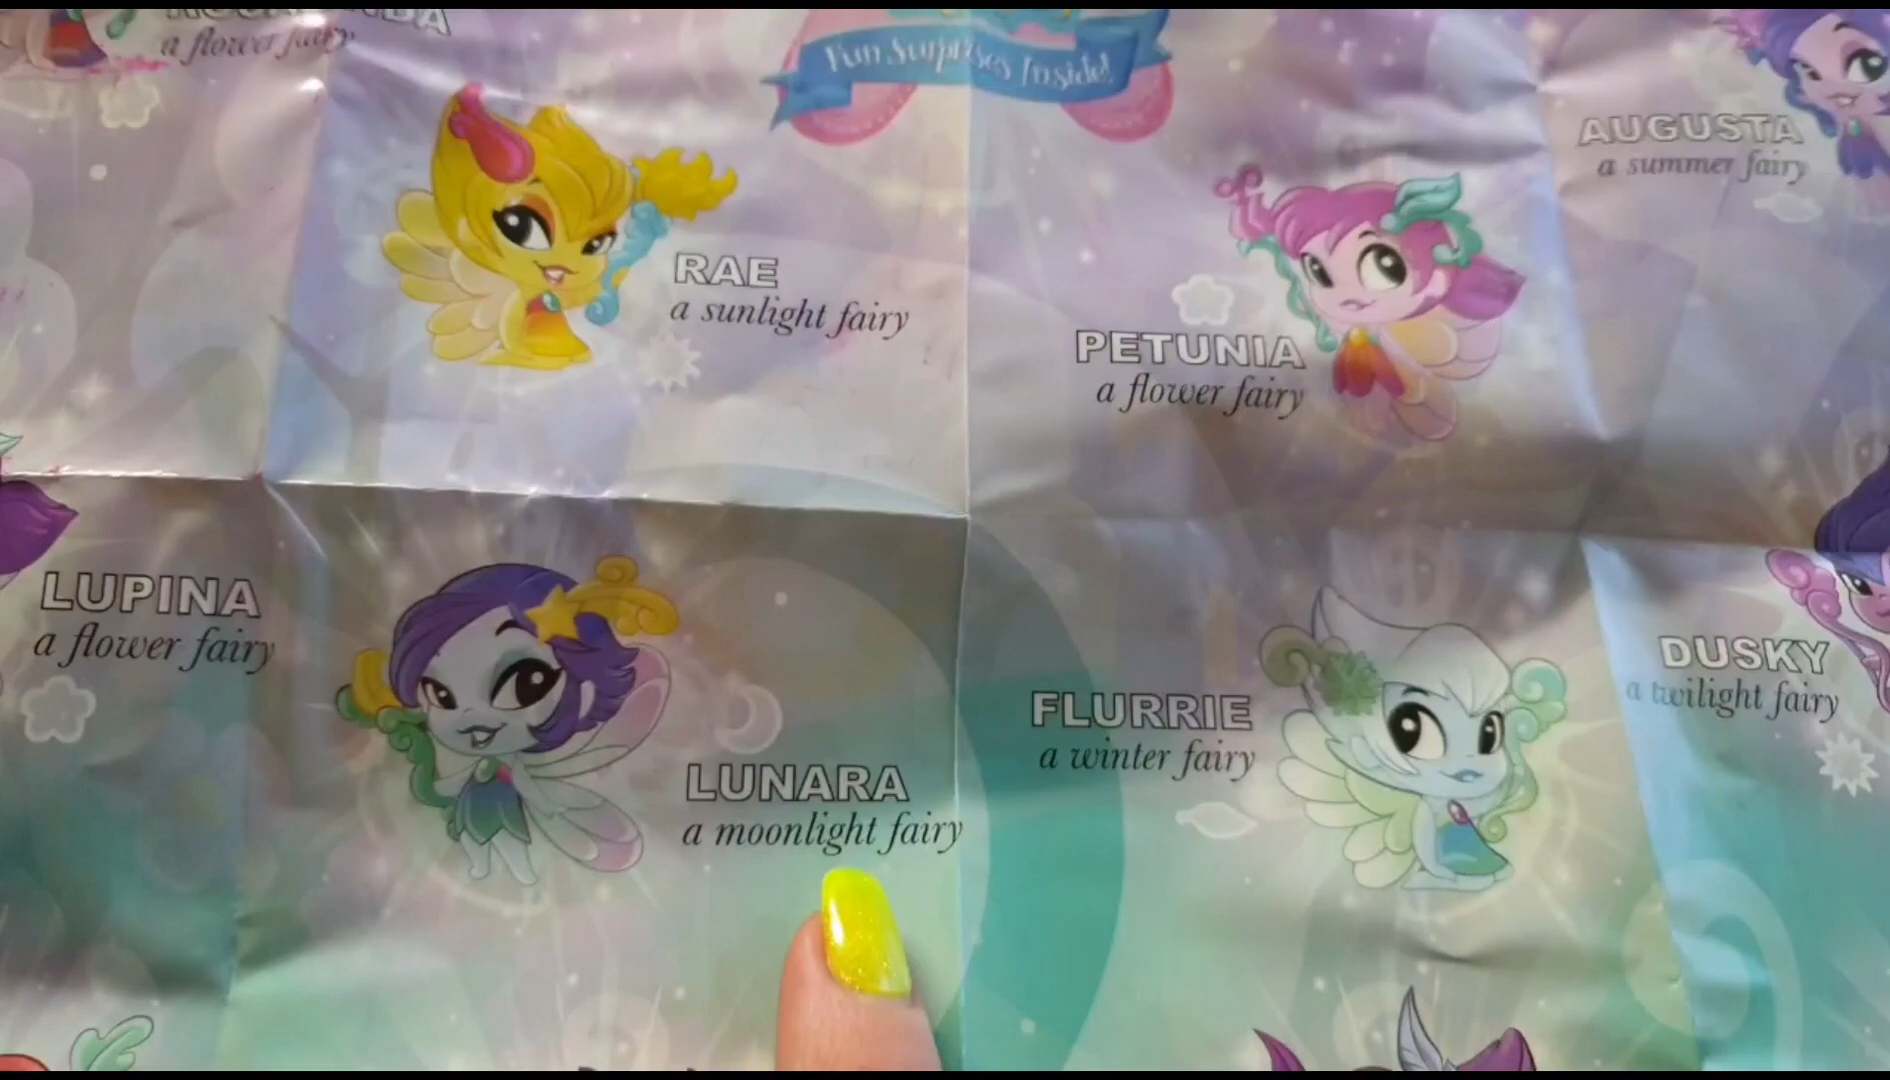 a flower fairy
Fun Surprises Inside!
AUGUSTA
a summer fairy
RAE
a sunlight fairy
PETUNIA
a flower fairy
LUPINA
a flower fairy
DUSKY
a twilight fairy
FLURRIE
a winter fairy
LUNARA
a moonlight fairy